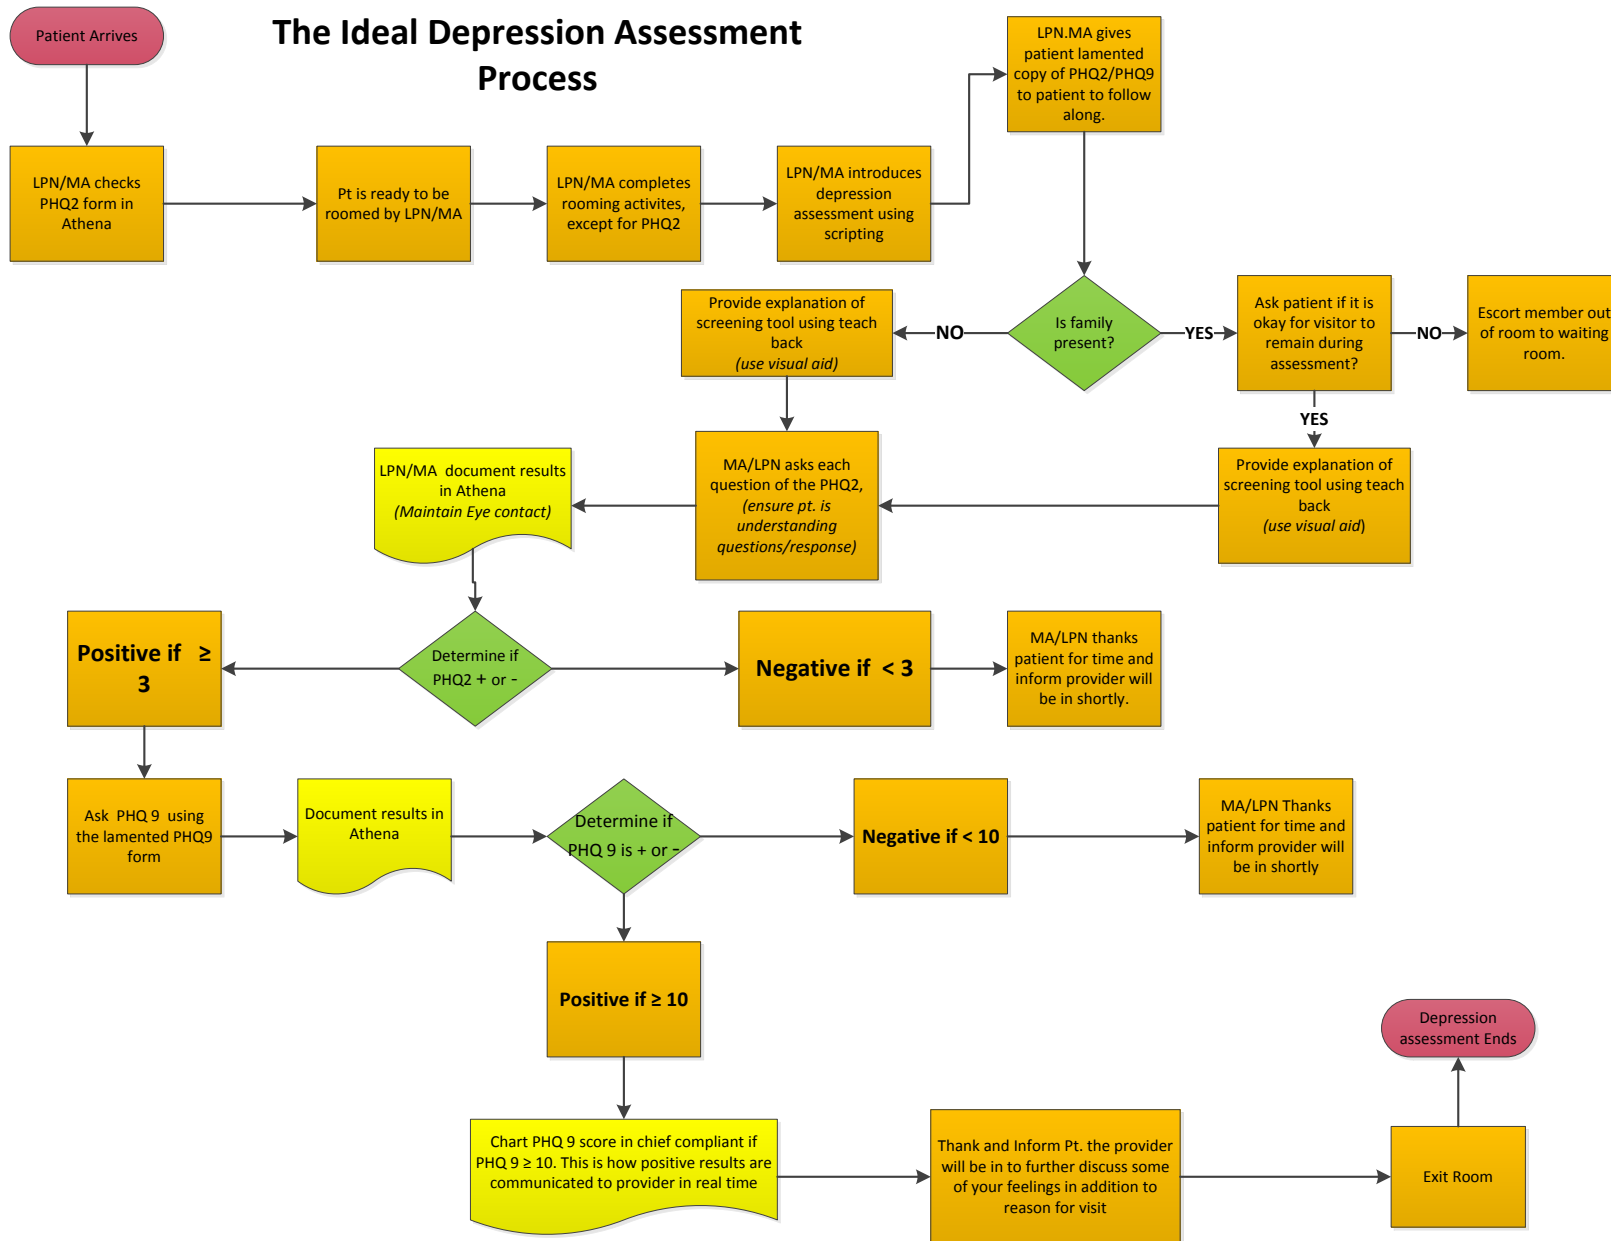 The Ideal Depression Assessment
Process
Patient Arrives
LPN/MA checks
PHQ2 form in
Athena
Pt is ready to be
roomed by LPN/MA
LPN/MA completes
rooming activites,
except for PHQ2
LPN/MA introduces
depression
assessment using
scripting
LPN.MA gives
patient lamented
copy of PHQ2/PHQ9
to patient to follow
along.
Is family
present?
NO
YES
Provide explanation of
screening tool using teach
back
(use visual aid)
Ask patient if it is
okay for visitor to
remain during
assessment?
NO
Escort member out
of room to waiting
room.
YES
Provide explanation of
screening tool using teach
back
(use visual aid)
MA/LPN asks each
question of the PHQ2,
(ensure pt. is
understanding
questions/response)
LPN/MA document results
in Athena
(Maintain Eye contact)
Determine if
PHQ2 + or -
Positive if ≥
3
Negative if < 3
MA/LPN thanks
patient for time and
inform provider will
be in shortly.
Ask PHQ 9 using
the lamented PHQ9
form
Document results in
Athena
Determine if
PHQ 9 is + or -
Negative if < 10
MA/LPN Thanks
patient for time and
inform provider will
be in shortly
Positive if ≥ 10
Chart PHQ 9 score in chief compliant if
PHQ 9 ≥ 10. This is how positive results are
communicated to provider in real time
Thank and Inform Pt. the provider
will be in to further discuss some
of your feelings in addition to
reason for visit
Exit Room
Depression
assessment Ends